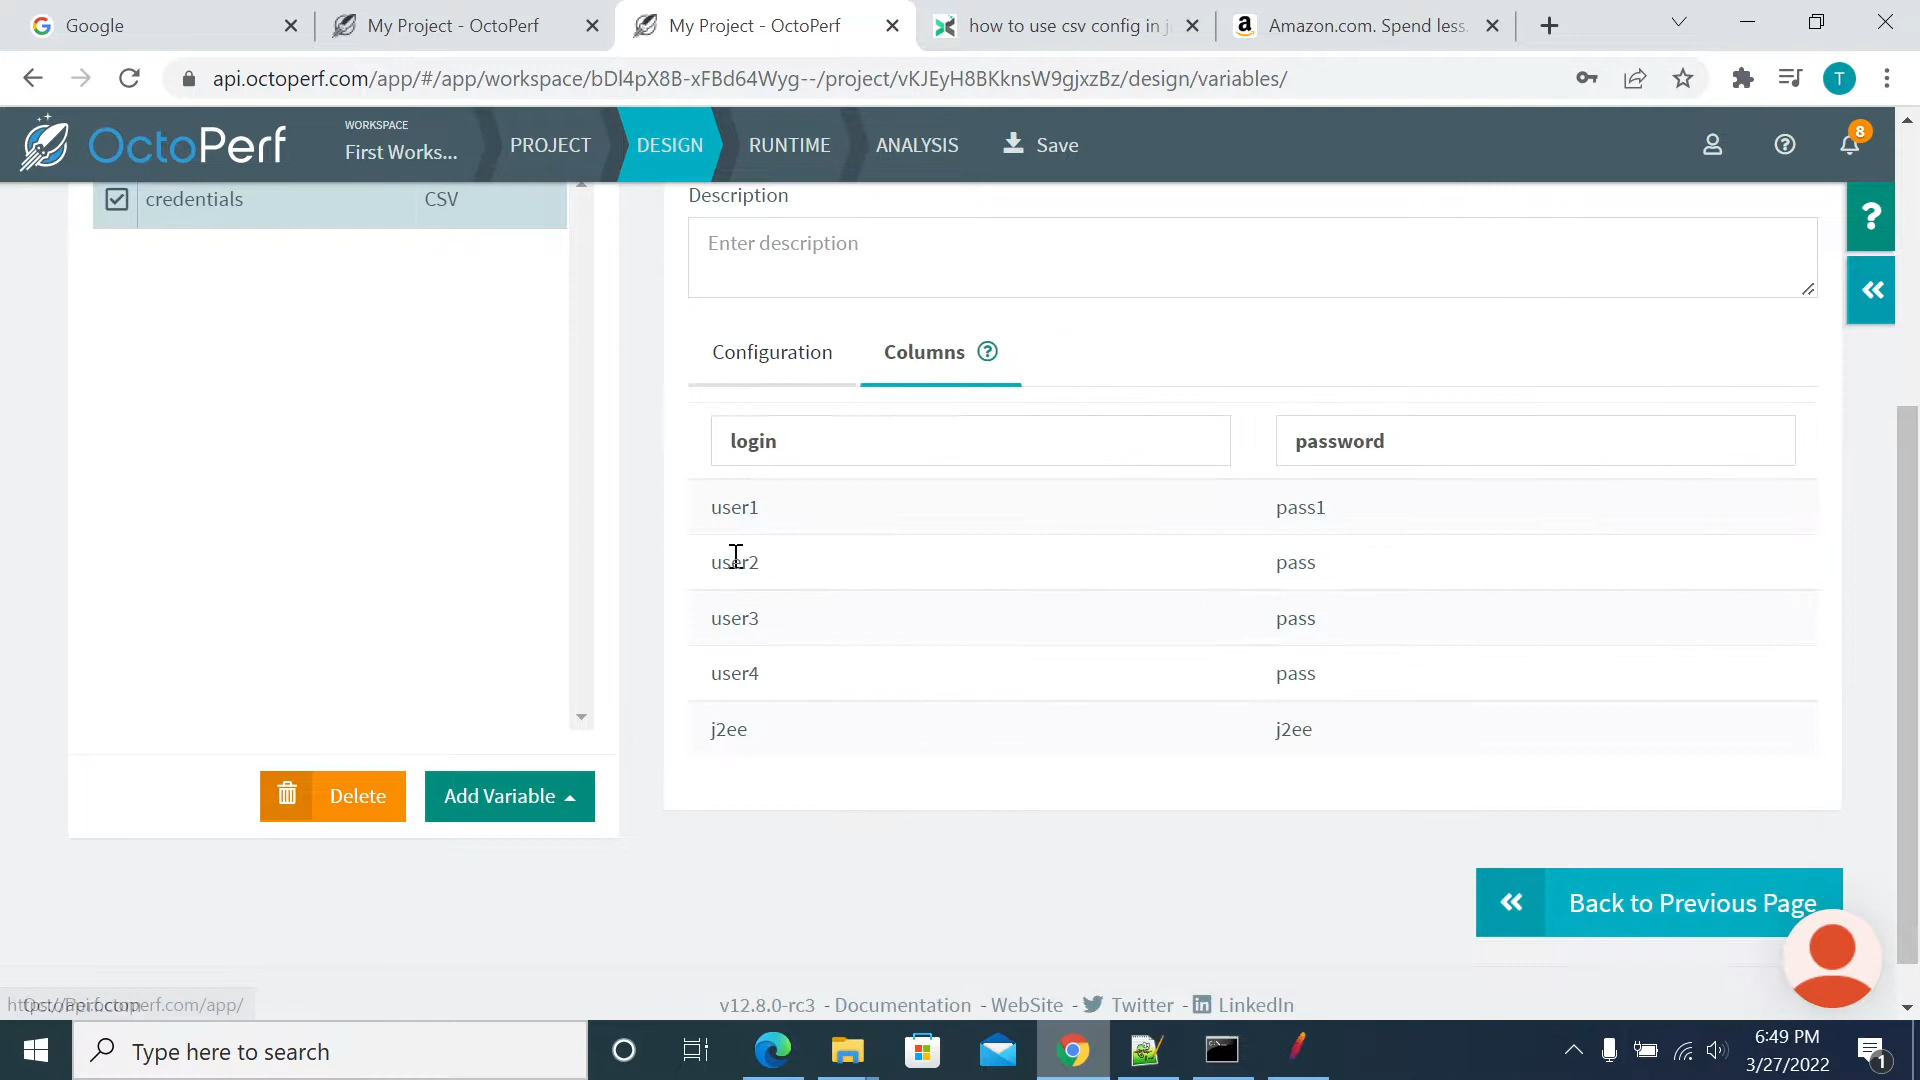 Google
My Project - OctoPerf
My Project - OctoPerf
how to use csv config in j
Amazon.com. Spend less.
api.octoperf.com/app/#/app/workspace/bDl4pX8B-xFBd64Wyg--/project/vKJEyH8BKknsW9gjxzBz/design/variables/
T
OctoPerf
WORKSPACE
First Works...
PROJECT
DESIGN
RUNTIME
ANALYSIS
Save
8
credentials CSV
Description
Enter description
Configuration
Columns
login password
user1 pass1
user2 pass
user3 pass
user4 pass
j2ee j2ee
Delete
Add Variable
Back to Previous Page
v12.8.0-rc3 - Documentation - WebSite - Twitter - LinkedIn
Type here to search
6:49 PM
3/27/2022
1